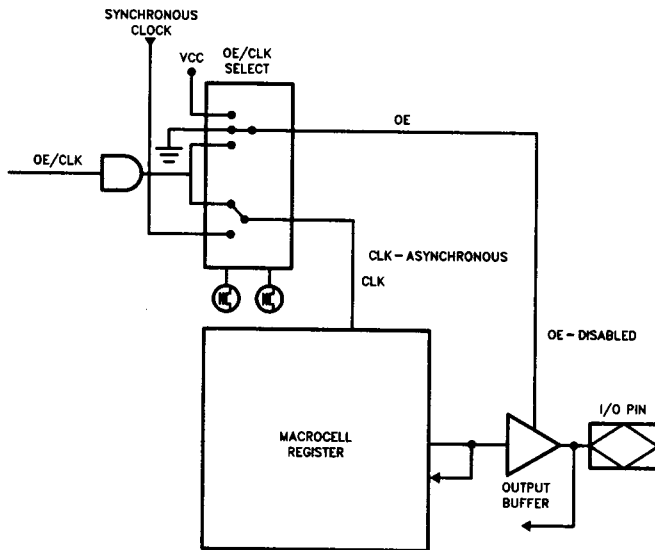 SYNCHRONOUS
CLOCK
VCC
OE/CLK
SELECT
OE
OE/CLK
CLK-ASYNCHRONOUS
CLK
OE-DISABLED
I/O PIN
MACROCELL
REGISTER
OUTPUT
BUFFER